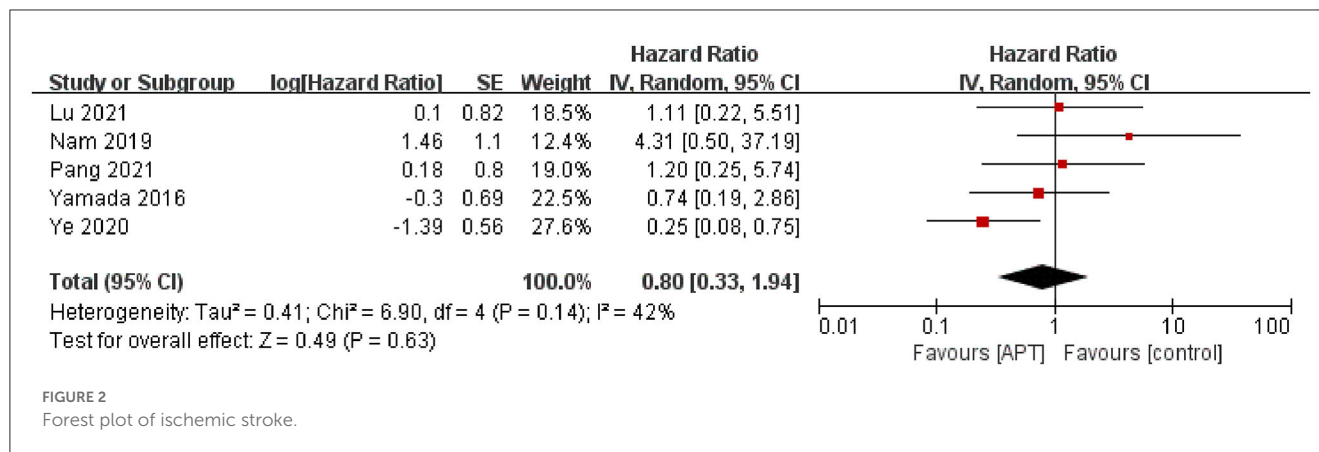 Hazard Ratio Hazard Ratio
Study or Subgroup log[Hazard Ratio] SE Weight IV, Random, 95% CI IV, Random, 95% CI
Lu 2021 0.1 0.82 18.5% 1.11 [0.22, 5.51]
Nam 2019 1.46 1.1 12.4% 4.31 [0.50, 37.19]
Pang 2021 0.18 0.8 19.0% 1.20 [0.25, 5.74]
Yamada 2016 -0.3 0.69 22.5% 0.74 [0.19, 2.86]
Ye 2020 -1.39 0.56 27.6% 0.25 [0.08, 0.75]
Total (95% CI) 100.0% 0.80 [0.33, 1.94]
Heterogeneity: Tau² = 0.41; Chi² = 6.90, df = 4 (P = 0.14); I² = 42%
Test for overall effect: Z = 0.49 (P = 0.63)
0.01 0.1 1 10 100
Favours [APT] Favours [control]
FIGURE 2
Forest plot of ischemic stroke.